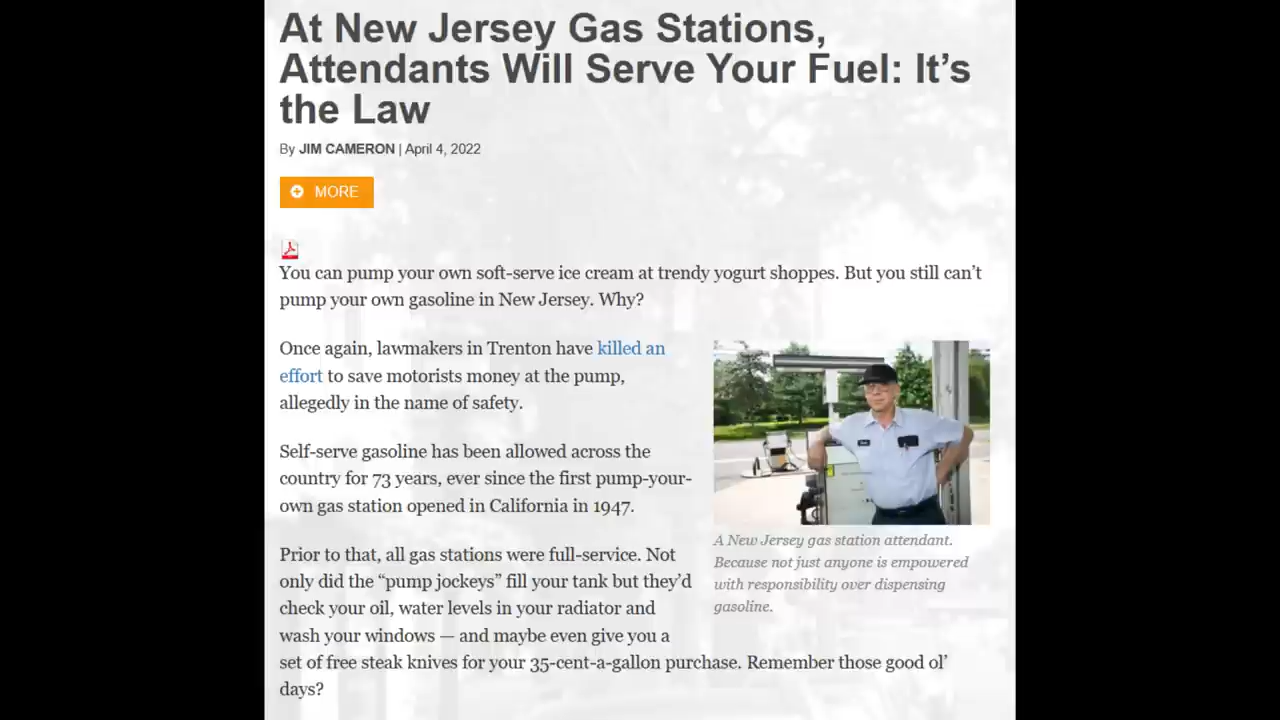 At New Jersey Gas Stations,
Attendants Will Serve Your Fuel: It’s
the Law
By JIM CAMERON | April 4, 2022
MORE
You can pump your own soft-serve ice cream at trendy yogurt shoppes. But you still can’t
pump your own gasoline in New Jersey. Why?
Once again, lawmakers in Trenton have killed an
effort to save motorists money at the pump,
allegedly in the name of safety.
Self-serve gasoline has been allowed across the
country for 73 years, ever since the first pump-your-
own gas station opened in California in 1947.
A New Jersey gas station attendant.
Because not just anyone is empowered
with responsibility over dispensing
gasoline.
Prior to that, all gas stations were full-service. Not
only did the “pump jockeys” fill your tank but they’d
check your oil, water levels in your radiator and
wash your windows — and maybe even give you a
set of free steak knives for your 35-cent-a-gallon purchase. Remember those good ol’
days?